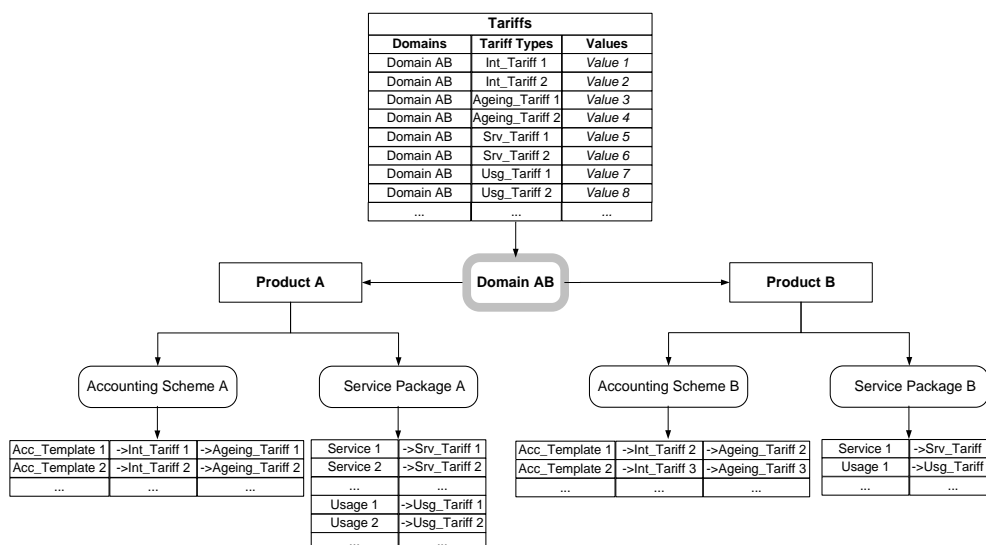 Tariffs
Domains Tariff Types Values
Domain AB Int_Tariff 1 Value 1
Domain AB Int_Tariff 2 Value 2
Domain AB Ageing_Tariff 1 Value 3
Domain AB Ageing_Tariff 2 Value 4
Domain AB Srv_Tariff 1 Value 5
Domain AB Srv_Tariff 2 Value 6
Domain AB Usg_Tariff 1 Value 7
Domain AB Usg_Tariff 2 Value 8
... ... ...
Product A Domain AB Product B
Accounting Scheme A Service Package A Accounting Scheme B Service Package B
Acc_Template 1 ->Int_Tariff 1 ->Ageing_Tariff 1
Acc_Template 2 ->Int_Tariff 2 ->Ageing_Tariff 2
... ... ...
Service 1 ->Srv_Tariff 1
Service 2 ->Srv_Tariff 2
... ...
Usage 1 ->Usg_Tariff 1
Usage 2 ->Usg_Tariff 2
... ...
Acc_Template 1 ->Int_Tariff 2 ->Ageing_Tariff 2
Acc_Template 2 ->Int_Tariff 3 ->Ageing_Tariff 3
... ... ...
Service 1 ->Srv_Tariff
Usage 1 ->Usg_Tariff
... ...